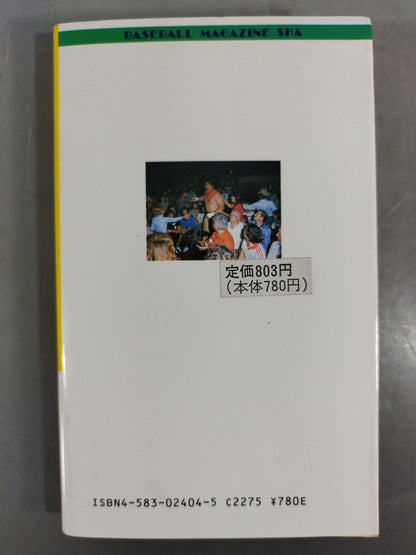 BASEBALL MAGAZINE SHA
定価803円
(本体780円)
ISBN4-583-02404-5 C2275 ¥780E